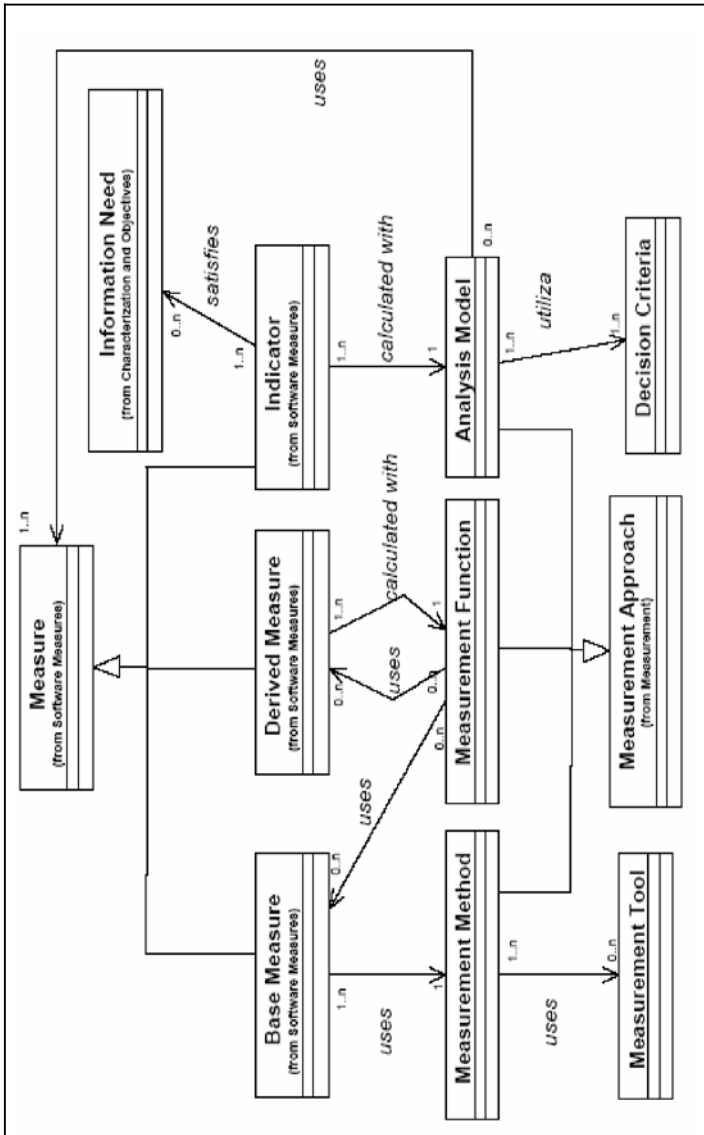 1..n
Measure
(from Software Measures)
uses
Information Need
(from Characterization and Objectives)
0..n
satisfies
1..n
Base Measure
(from Software Measures)
Derived Measure
(from Software Measures)
Indicator
(from Software Measures)
1..n
0..n
0..n
1..n
1..n
uses
uses
uses
calculated with
calculated with
1
0..n
0..n
1
1
0..n
Measurement Method
Measurement Function
Analysis Model
1..n
1..n
uses
utiliza
0..n
1..n
Measurement Tool
Measurement Approach
(from Measurement)
Decision Criteria